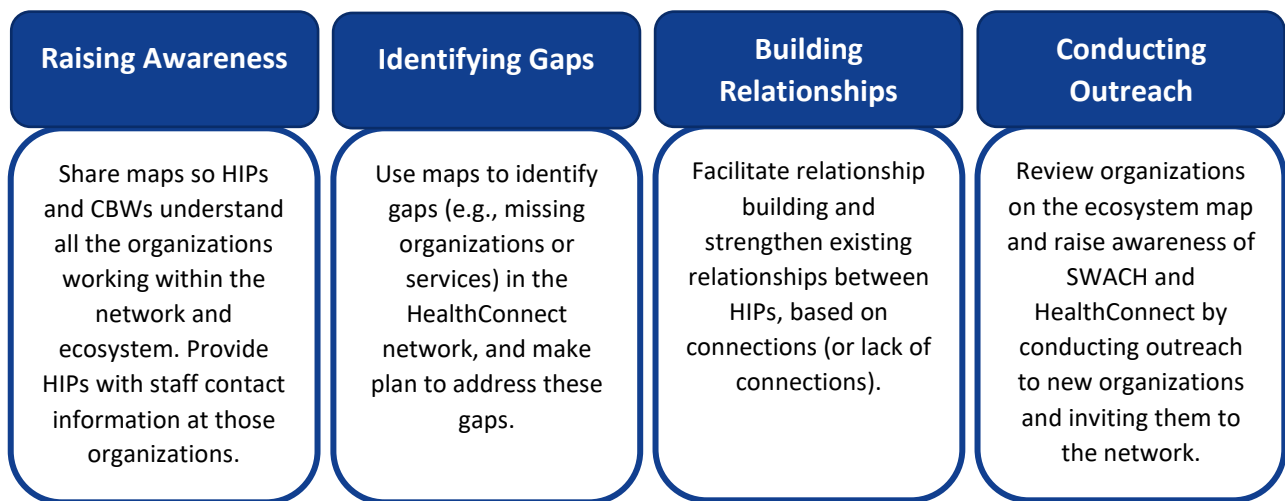 Raising Awareness
Share maps so HIPs
and CBWs understand
all the organizations
working within the
network and
ecosystem. Provide
HIPs with staff contact
information at those
organizations.
Identifying Gaps
Use maps to identify
gaps (e.g., missing
organizations or
services) in the
HealthConnect
network, and make
plan to address these
gaps.
Building
Relationships
Facilitate relationship
building and
strengthen existing
relationships between
HIPs, based on
connections (or lack of
connections).
Conducting
Outreach
Review organizations
on the ecosystem map
and raise awareness of
SWACH and
HealthConnect by
conducting outreach
to new organizations
and inviting them to
the network.